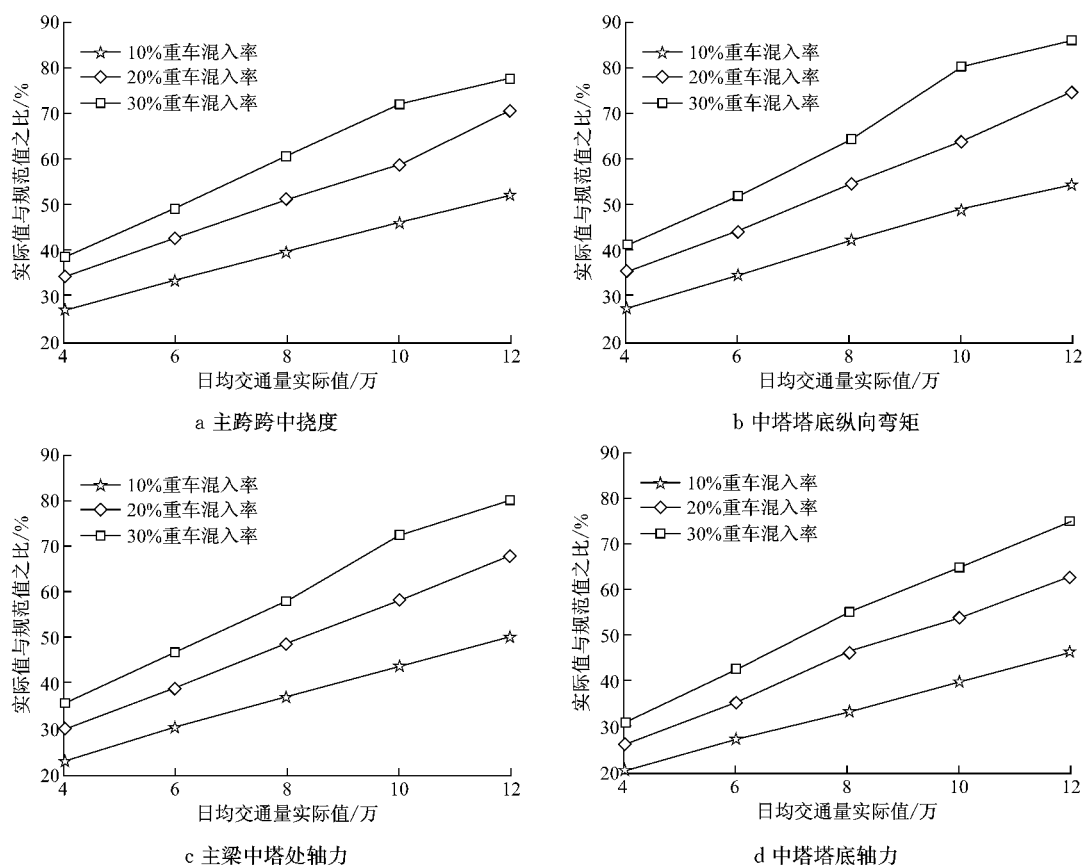 90
80
70
60
50
40
30
20
10%重车混入率
20%重车混入率
30%重车混入率
实际值与规范值之比/%
4 6 8 10 12
日均交通量实际值/万
a 主跨跨中挠度
90
80
70
60
50
40
30
20
10%重车混入率
20%重车混入率
30%重车混入率
实际值与规范值之比/%
4 6 8 10 12
日均交通量实际值/万
b 中塔塔底纵向弯矩
90
80
70
60
50
40
30
20
10%重车混入率
20%重车混入率
30%重车混入率
实际值与规范值之比/%
4 6 8 10 12
日均交通量实际值/万
c 主梁中塔处轴力
90
80
70
60
50
40
30
20
10%重车混入率
20%重车混入率
30%重车混入率
实际值与规范值之比/%
4 6 8 10 12
日均交通量实际值/万
d 中塔塔底轴力